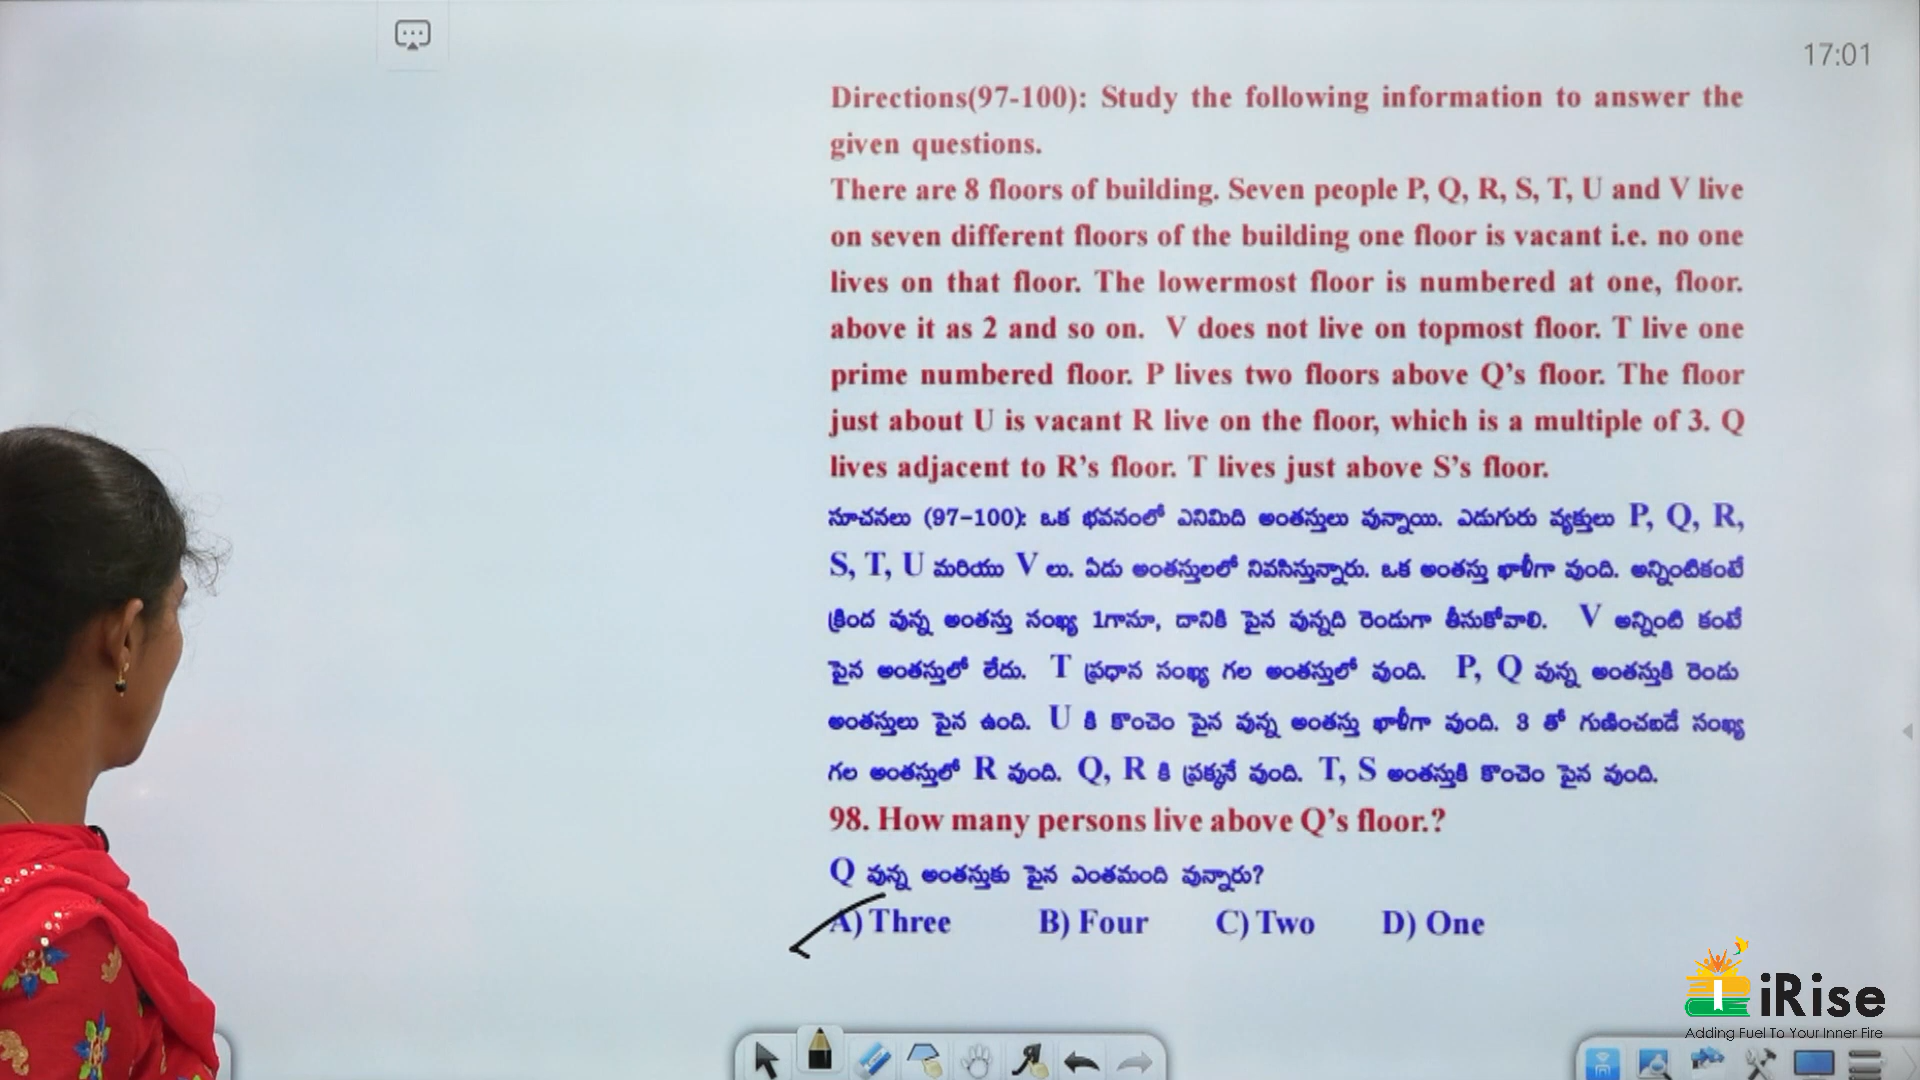 17:01
Directions(97-100): Study the following information to answer the
given questions.
There are 8 floors of building. Seven people P, Q, R, S, T, U and V live
on seven different floors of the building one floor is vacant i.e. no one
lives on that floor. The lowermost floor is numbered at one, floor.
above it as 2 and so on. V does not live on topmost floor. T live one
prime numbered floor. P lives two floors above Q's floor. The floor
just about U is vacant R live on the floor, which is a multiple of 3. Q
lives adjacent to R's floor. T lives just above S's floor.
సూచనలు (97-100): ఒక భవనంలో ఎనిమిది అంతస్తులు వున్నాయి. ఎడుగురు వ్యక్తులు P, Q, R,
S, T, U మరియు V లు. ఏడు అంతస్తులలో నివసిస్తున్నారు. ఒక అంతస్తు ఖాళీగా వుంది. అన్నింటికంటే
క్రింద వున్న అంతస్తు సంఖ్య 1గానూ, దానికి పైన వున్నది రెండుగా తీసుకోవాలి. V అన్నింటి కంటే
పైన అంతస్తులో లేదు. T ప్రధాన సంఖ్య గల అంతస్తులో వుంది. P, Q వున్న అంతస్తుకి రెండు
అంతస్తులు పైన ఉంది. U కి కొంచెం పైన వున్న అంతస్తు ఖాళీగా వుంది. 3 తో గుణించబడే సంఖ్య
గల అంతస్తులో R వుంది. Q, R కి ప్రక్కనే వుంది. T, S అంతస్తుకి కొంచెం పైన వుంది.
98. How many persons live above Q's floor.?
Q వున్న అంతస్తుకు పైన ఎంతమంది వున్నారు?
A) Three B) Four C) Two D) One
iRise
Adding Fuel To Your Inner Fire